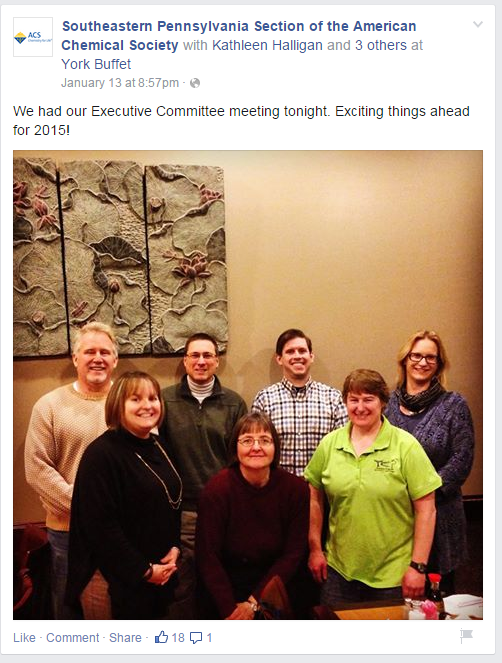 ACS
Southeastern Pennsylvania Section of the American
Chemical Society with Kathleen Halligan and 3 others at
York Buffet
January 13 at 8:57pm ·
We had our Executive Committee meeting tonight. Exciting things ahead
for 2015!
Like · Comment · Share · 18 1